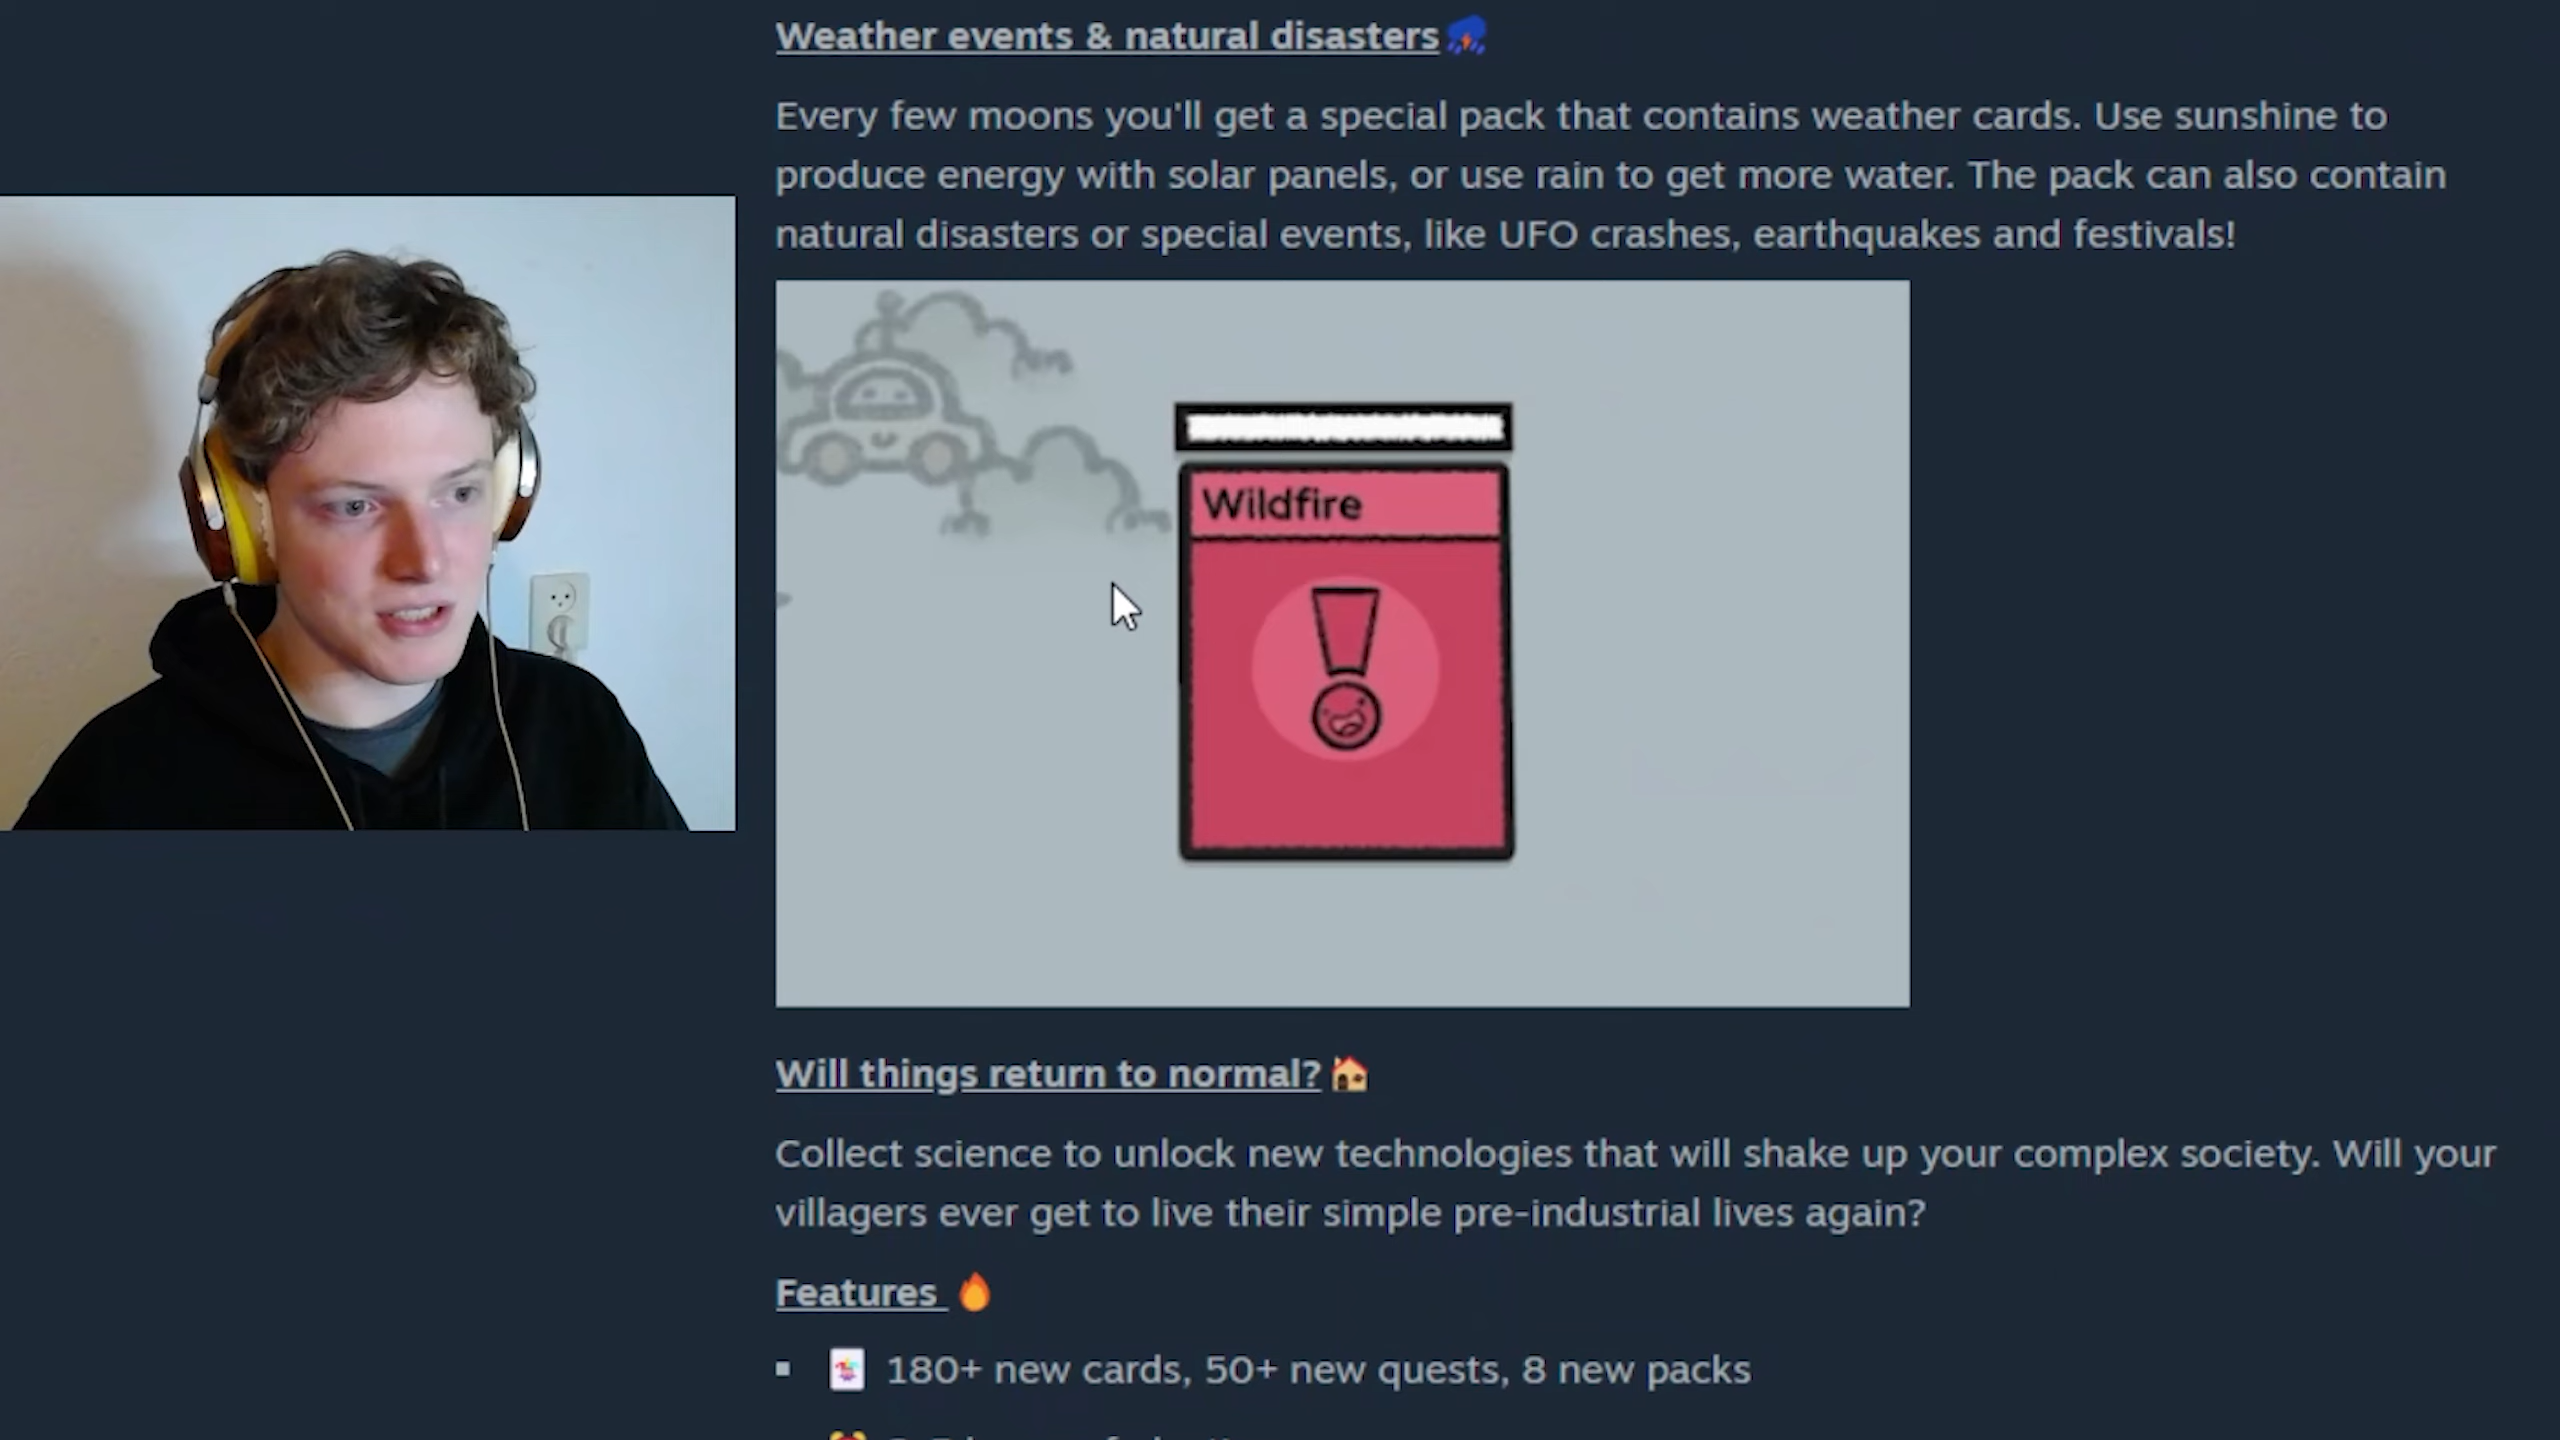 Weather events & natural disasters
Every few moons you'll get a special pack that contains weather cards. Use sunshine to
produce energy with solar panels, or use rain to get more water. The pack can also contain
natural disasters or special events, like UFO crashes, earthquakes and festivals!
Wildfire
Will things return to normal?
Collect science to unlock new technologies that will shake up your complex society. Will your
villagers ever get to live their simple pre-industrial lives again?
Features
180+ new cards, 50+ new quests, 8 new packs